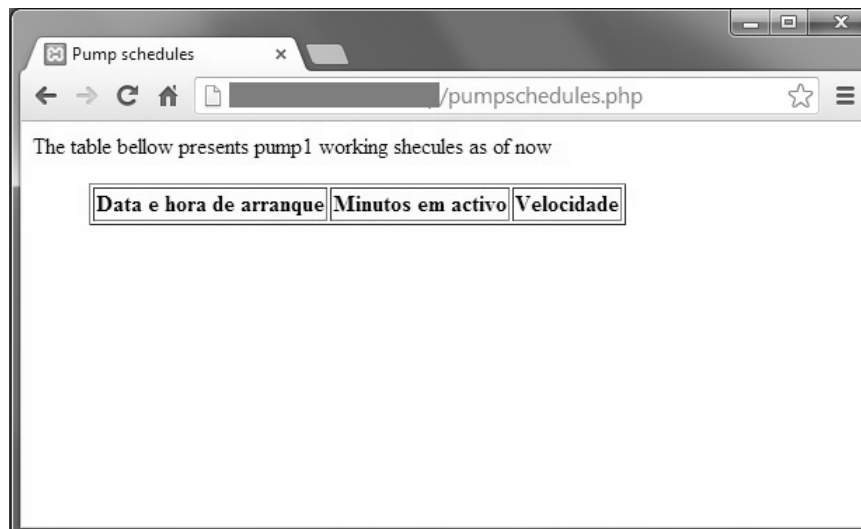 Pump schedules
/pumpschedules.php
The table bellow presents pump1 working shecules as of now
Data e hora de arranque Minutos em activo Velocidade